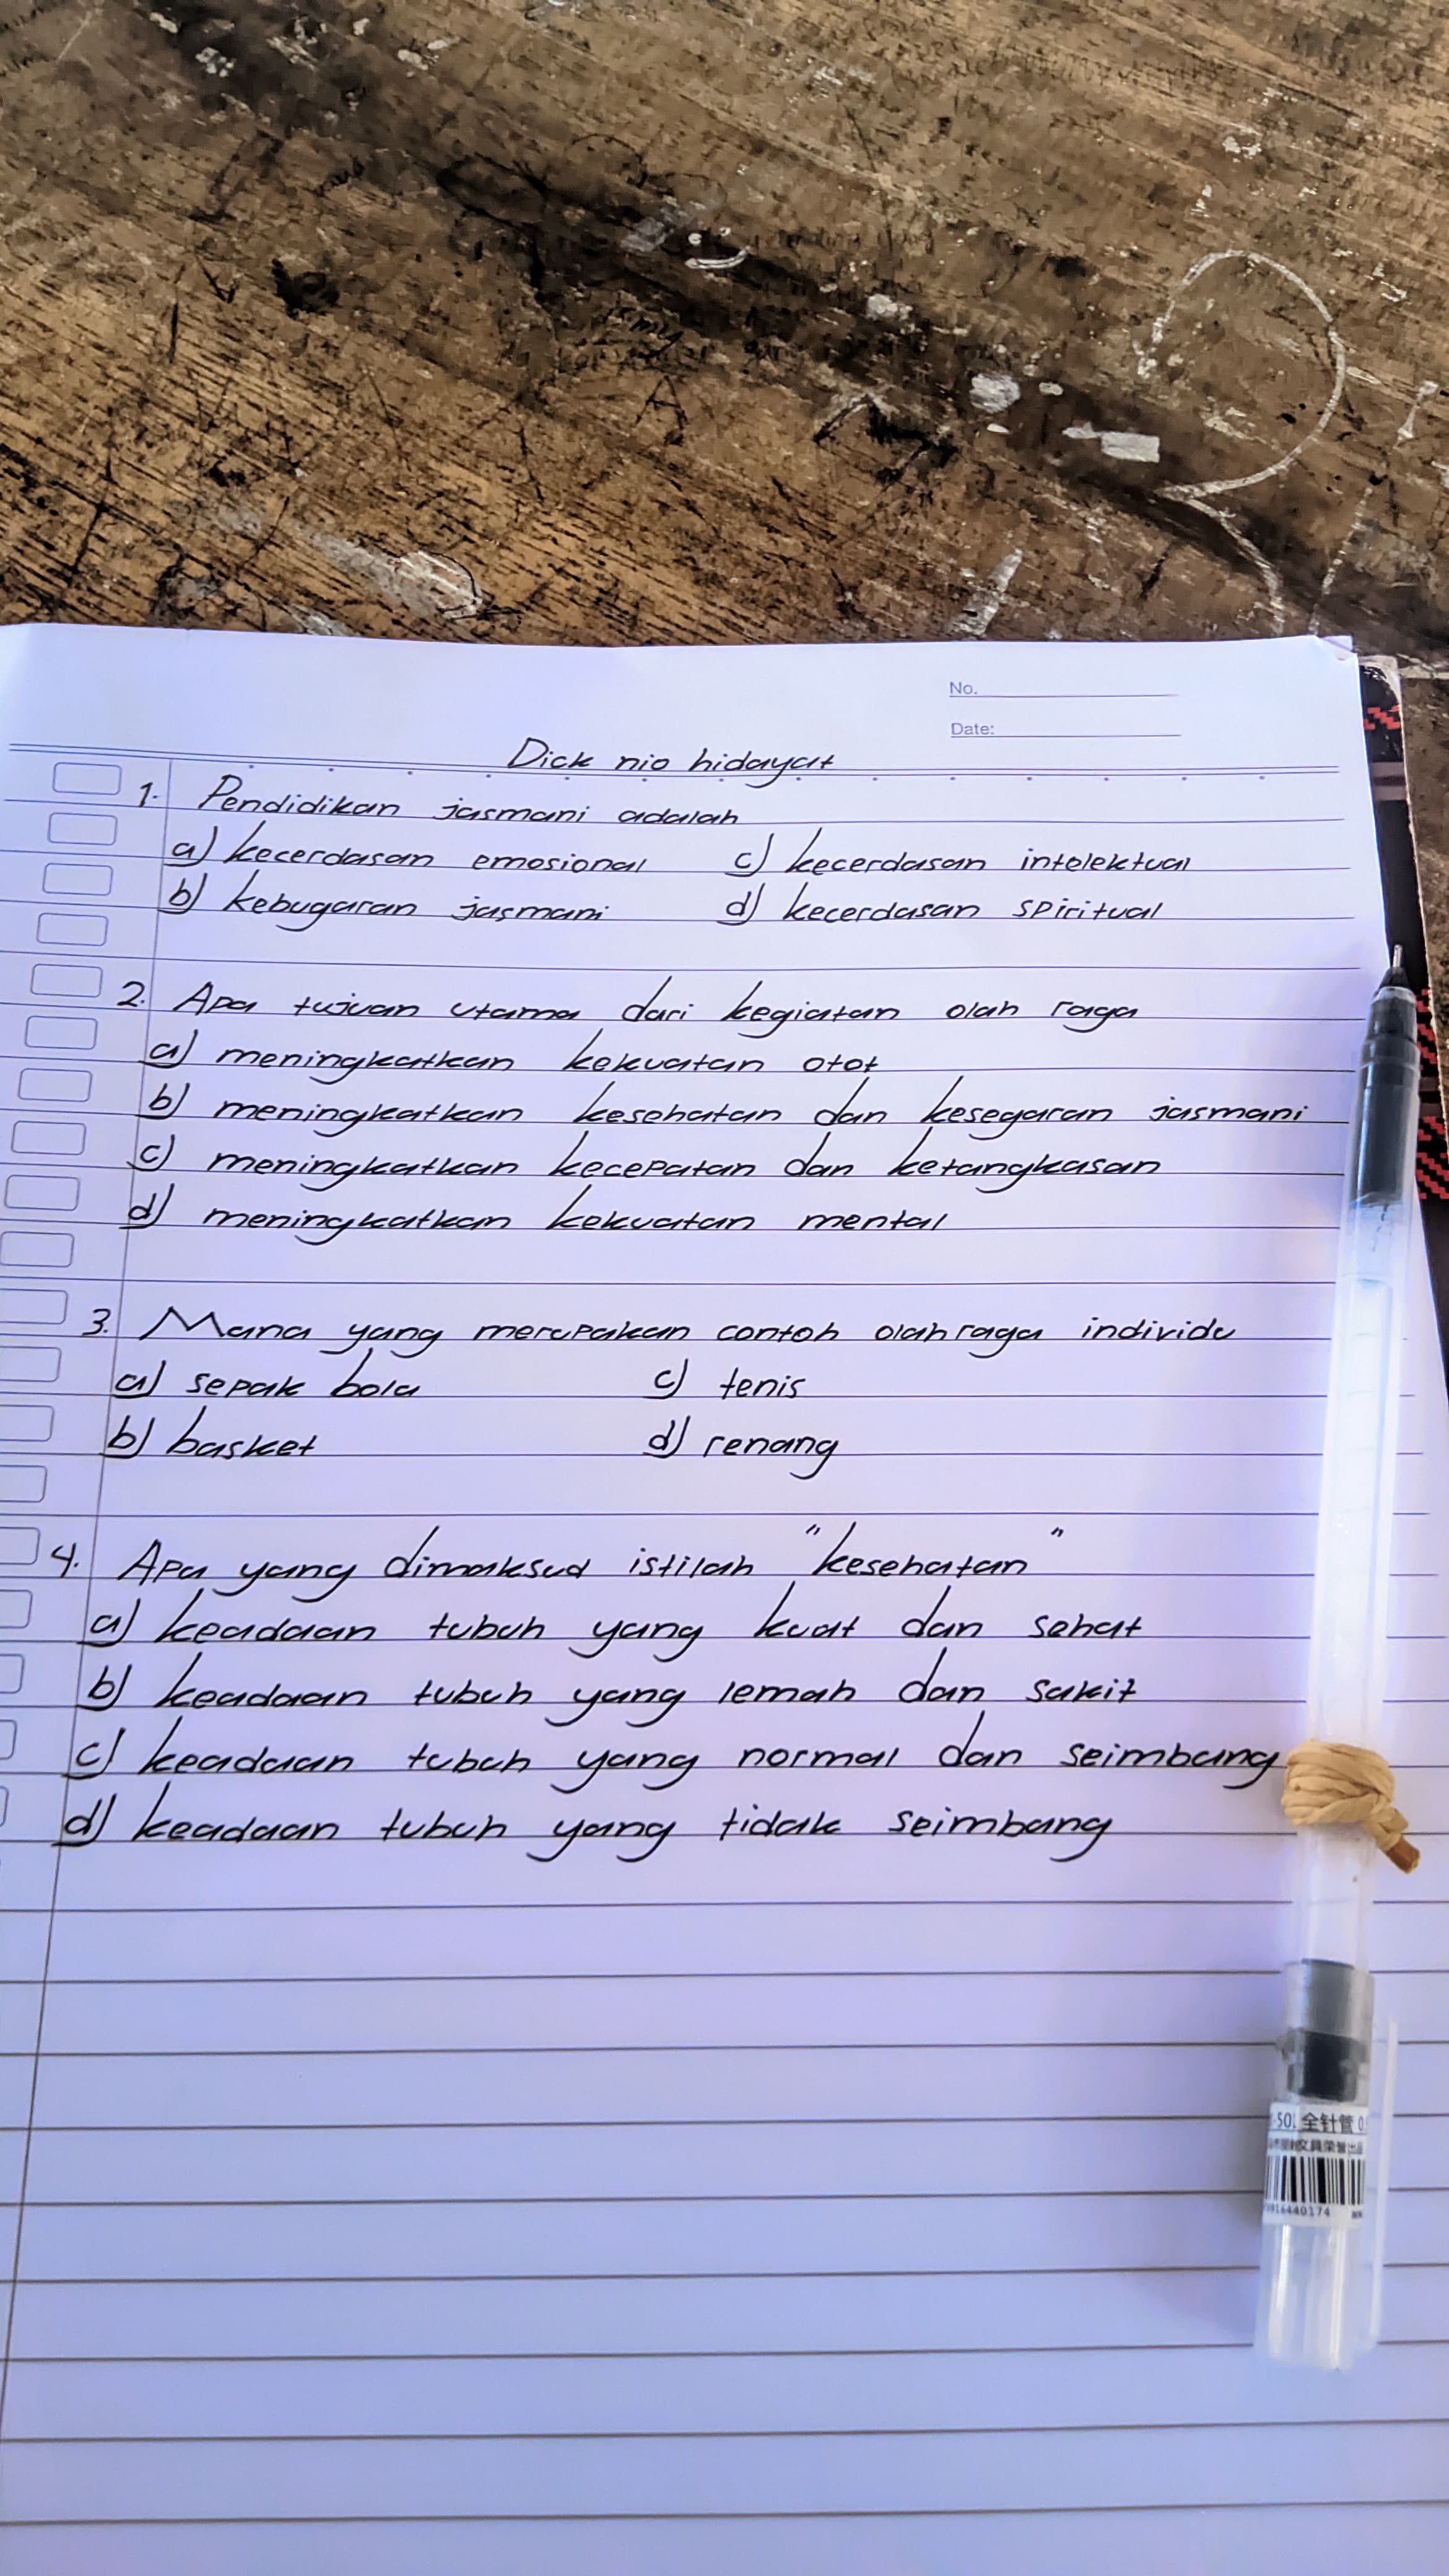 No.
Date:
Dick nio hidayat
1. Pendidikan jasmani adalah
a) kecerdasan emosional c) kecerdasan intelektual
b) kebugaran jasmani d) kecerdasan spiritual
2. Apa tujuan utama dari kegiatan olah raga
a) meningkatkan kekuatan otot
b) meningkatkan kesehatan dan kesegaran jasmani
c) meningkatkan kecepatan dan ketangkasan
d) meningkatkan kekuatan mental
3. Mana yang merupakan contoh olahraga individu
a) sepak bola c) tenis
b) basket d) renang
4. Apa yang dimaksud istilah "kesehatan"
a) keadaan tubuh yang kuat dan sehat
b) keadaan tubuh yang lemah dan sakit
c) keadaan tubuh yang normal dan seimbang
d) keadaan tubuh yang tidak seimbang
-501 全针管 0